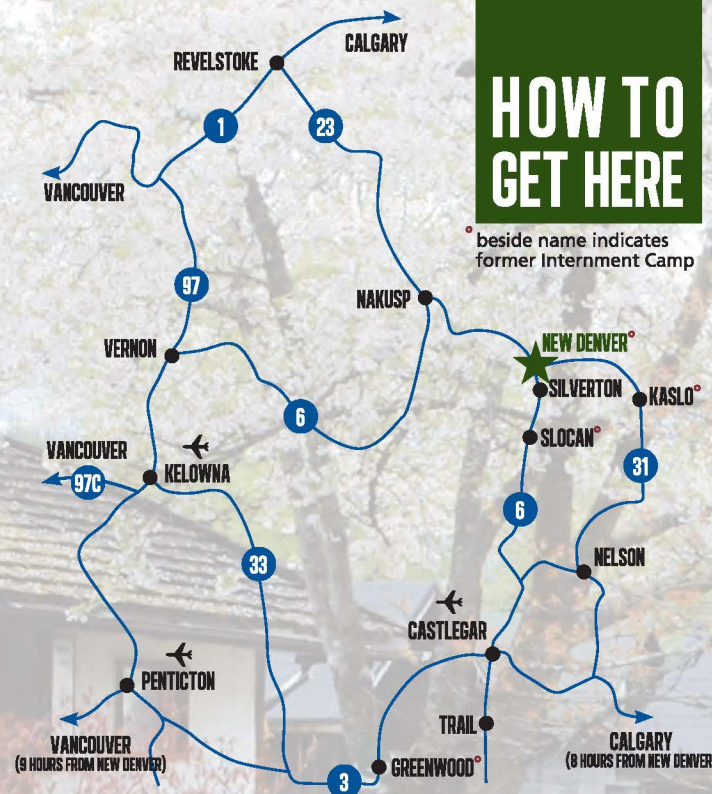 CALGARY
REVELSTOKE
HOW TO
GET HERE
1
23
VANCOUVER
° beside name indicates
former Internment Camp
97
NAKUSP
VERNON
NEW DENVER°
SILVERTON
KASLO°
6
SLOCAN°
VANCOUVER
97C
KELOWNA
31
6
33
NELSON
CASTLEGAR
PENTICTON
TRAIL
VANCOUVER
(9 HOURS FROM NEW DENVER)
CALGARY
(8 HOURS FROM NEW DENVER
GREENWOOD°
3